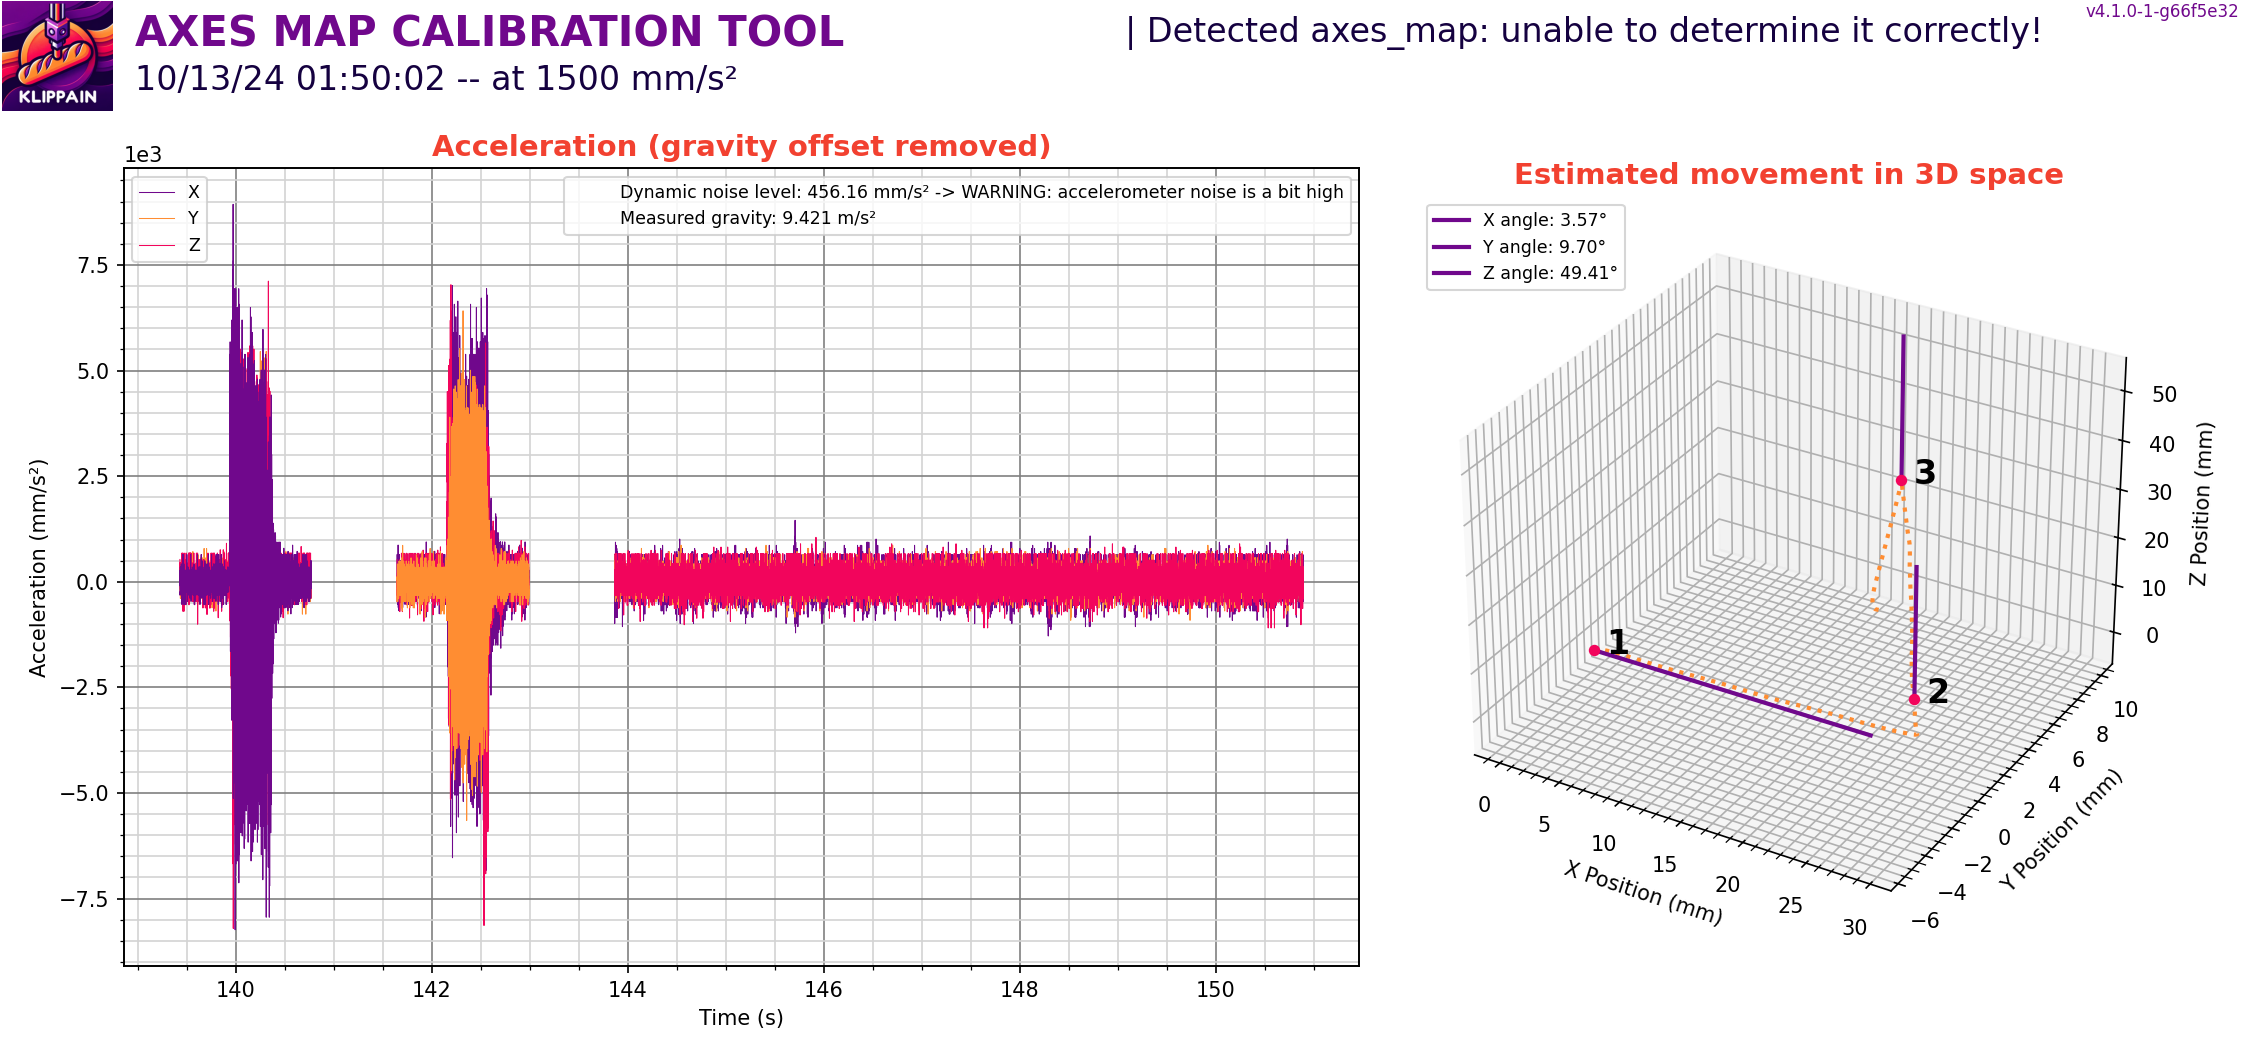 KLIPPAIN
AXES MAP CALIBRATION TOOL
10/13/24 01:50:02 -- at 1500 mm/s²
| Detected axes_map: unable to determine it correctly!
v4.1.0-1-g66f5e32
Acceleration (gravity offset removed)
1e3
X
Y
Z
Dynamic noise level: 456.16 mm/s² -> WARNING: accelerometer noise is a bit high
Measured gravity: 9.421 m/s²
7.5
5.0
2.5
0.0
−2.5
−5.0
−7.5
Acceleration (mm/s²)
140
142
144
146
148
150
Time (s)
Estimated movement in 3D space
X angle: 3.57°
Y angle: 9.70°
Z angle: 49.41°
1
2
3
0
5
10
15
20
25
30
X Position (mm)
−6
−4
−2
0
2
4
6
8
10
Y Position (mm)
0
10
20
30
40
50
Z Position (mm)